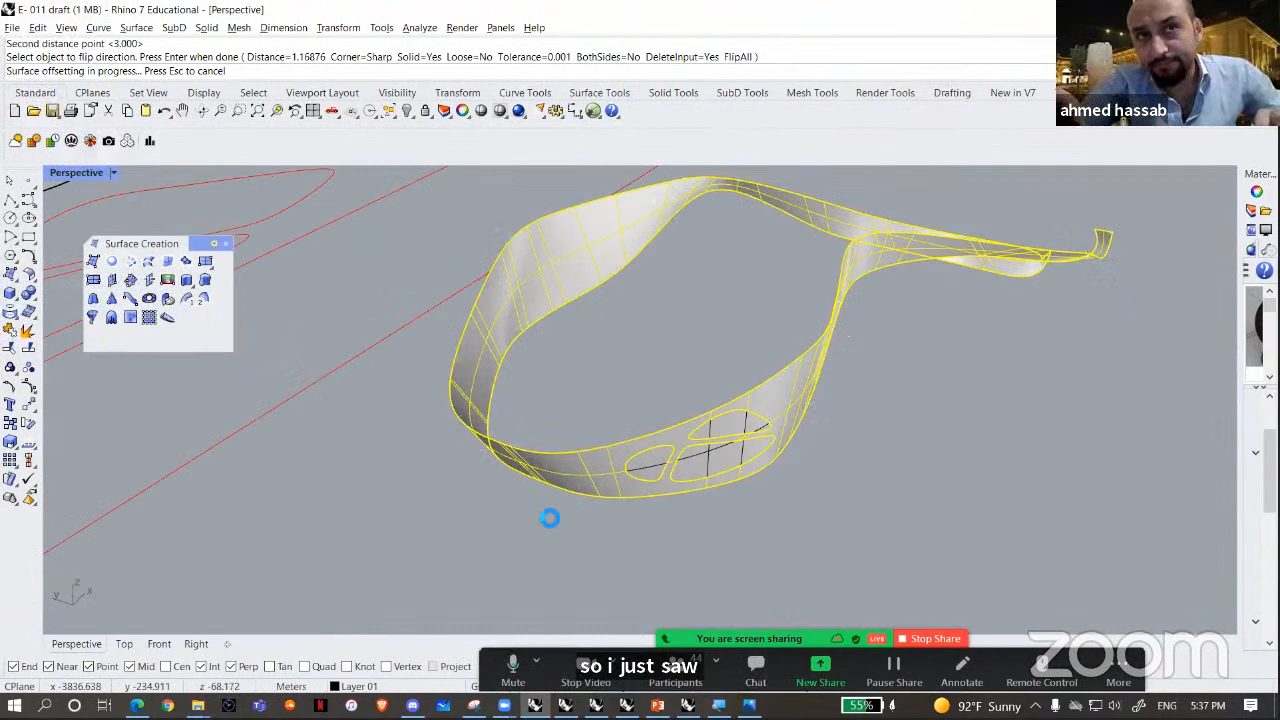 E- 011 draft (1 MB) - Rhino 7 Educational - [Perspective]
File Edit View Curve Surface SubD Solid Mesh Dimension Transform Tools Analyze Render Panels Help
Second distance point <3.000>
Select object to flip direction. Press Enter when done ( Distance=1.16876 Corner=Sharp Solid=Yes Loose=No Tolerance=0.001 BothSides=No DeleteInput=Yes FlipAll )
Surface offsetting in progress... Press Esc to cancel
Standard CPlanes Set View Display Select Viewport Layout Visibility Transform Curve Tools Surface Tools Solid Tools SubD Tools Mesh Tools Render Tools Drafting New in V7
ahmed hassab
Perspective
Mater...
Surface Creation
z
y x
You are screen sharing LIVE Stop Share
Perspective Top Front Right
zoom
End Near Point Mid Cen Int Perp Tan Quad Knot Vertex Project
so i just saw
44
Mute Stop Video Participants Chat New Share Pause Share Annotate Remote Control More
CPlane x -3836.638 y -234.911 z -68.172 Meters Layer 01
55% 92°F Sunny ENG 5:37 PM